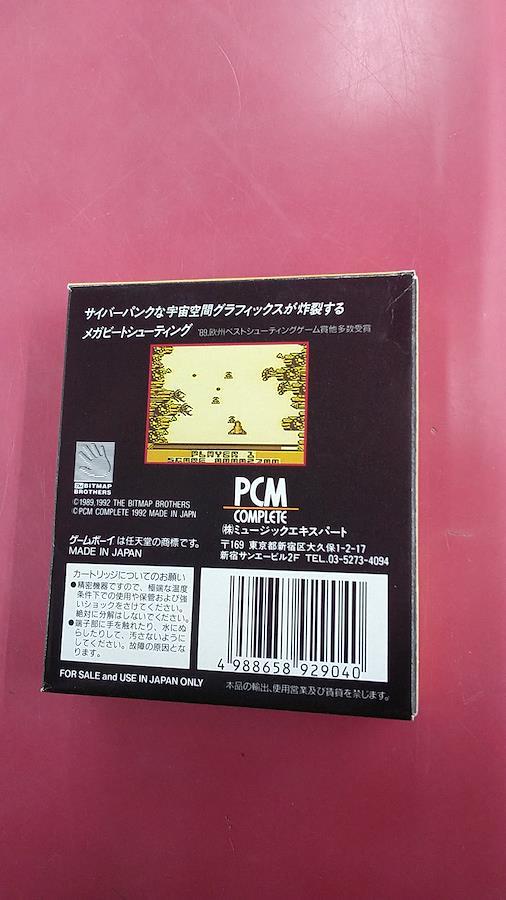 サイバーパンクな宇宙空間グラフィックスが炸裂する
メガビートシューティング '89.欧州ベストシューティングゲーム賞他多数受賞
PLAYER 1
The BITMAP BROTHERS
©1989,1992 THE BITMAP BROTHERS
©PCM COMPLETE 1992 MADE IN JAPN
PCM
COMPLETE
(株)ミュージックエキスパート
〒169 東京都新宿区大久保1-2-17
新宿サンエービル2F TEL.03-5273-4094
ゲームボーイは任天堂の商標です。
MADE IN JAPAN
カートリッジについてのお願い
●精密機器ですので、極端な温度
条件下での使用や保管および強
いショックをさけてください。
絶対に分解はしないでください。
●端子部に手を触れたり、水にぬ
らしたりして、汚さないように
してください。故障の原因とな
ります。
4 988658 929040
FOR SALE and USE IN JAPAN ONLY
本品の輸出、使用営業及び賃貸を禁じます。